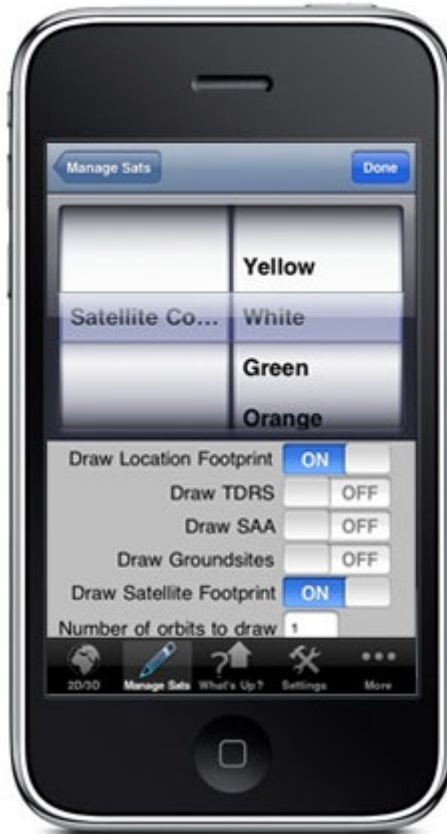 Manage Sats
Done
Yellow
Satellite Co... White
Green
Orange
Draw Location Footprint ON
Draw TDRS OFF
Draw SAA OFF
Draw Groundsites OFF
Draw Satellite Footprint ON
Number of orbits to draw 1
2D/3D Manage Sats What's Up? Settings More